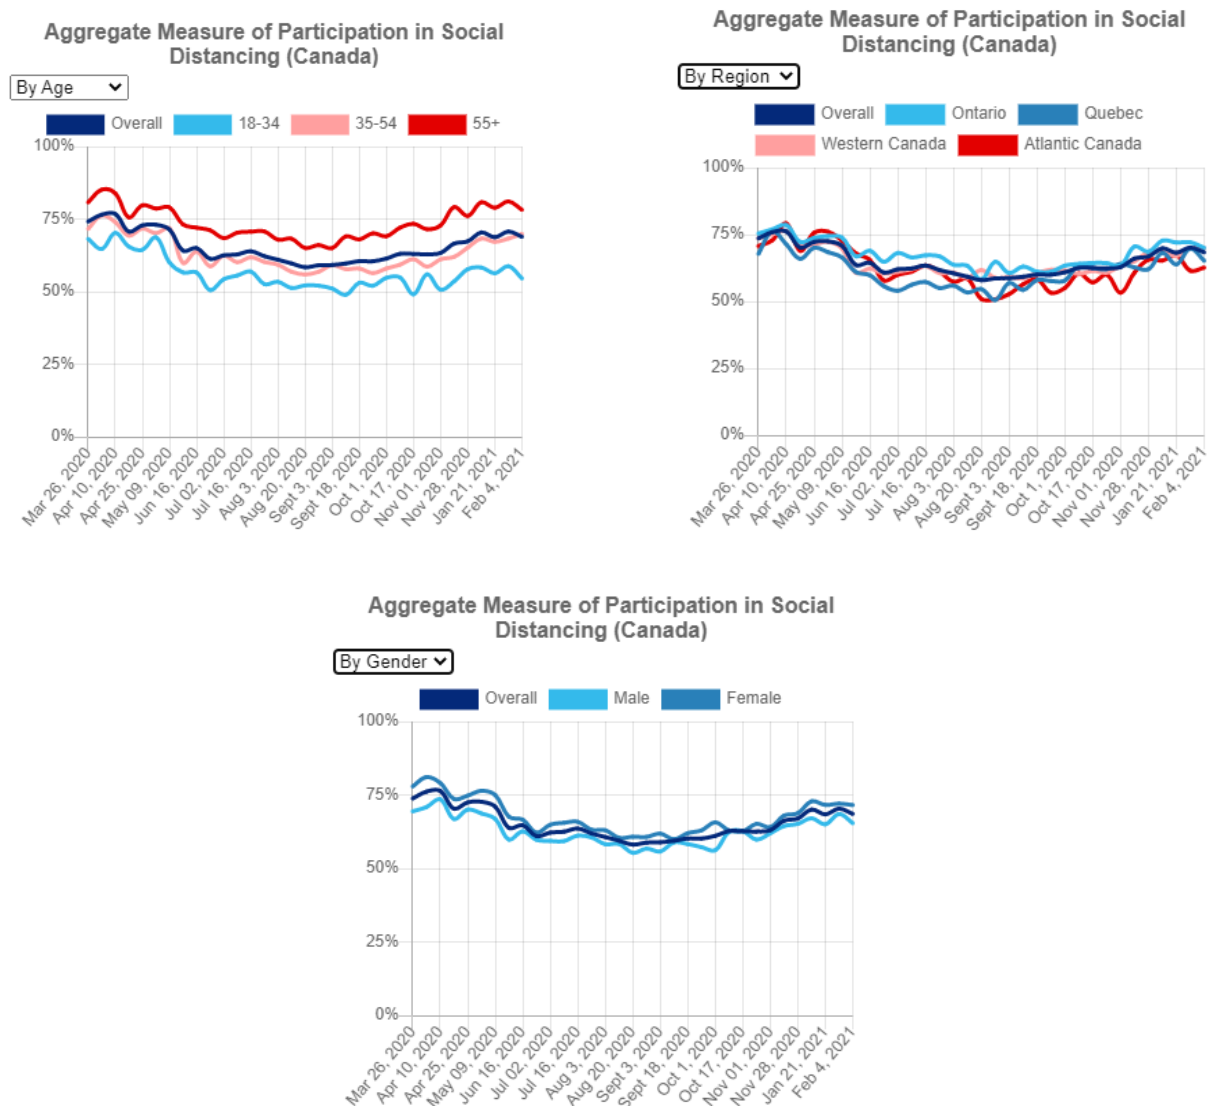 Aggregate Measure of Participation in Social
Distancing (Canada)
By Age
Overall 18-34 35-54 55+
100%
75%
50%
25%
0%
Mar 26, 2020
Apr 10, 2020
Apr 25, 2020
May 09, 2020
Jun 16, 2020
Jul 02, 2020
Jul 16, 2020
Aug 3, 2020
Aug 20, 2020
Sept 3, 2020
Sept 18, 2020
Oct 1, 2020
Oct 17, 2020
Nov 01, 2020
Nov 28, 2020
Jan 21, 2021
Feb 4, 2021
Aggregate Measure of Participation in Social
Distancing (Canada)
By Region
Overall Ontario Quebec
Western Canada Atlantic Canada
100%
75%
50%
25%
0%
Mar 26, 2020
Apr 10, 2020
Apr 25, 2020
May 09, 2020
Jun 16, 2020
Jul 02, 2020
Jul 16, 2020
Aug 3, 2020
Aug 20, 2020
Sept 3, 2020
Sept 18, 2020
Oct 1, 2020
Oct 17, 2020
Nov 01, 2020
Nov 28, 2020
Jan 21, 2021
Feb 4, 2021
Aggregate Measure of Participation in Social
Distancing (Canada)
By Gender
Overall Male Female
100%
75%
50%
25%
0%
Mar 26, 2020
Apr 10, 2020
Apr 25, 2020
May 09, 2020
Jun 16, 2020
Jul 02, 2020
Jul 16, 2020
Aug 3, 2020
Aug 20, 2020
Sept 3, 2020
Sept 18, 2020
Oct 1, 2020
Oct 17, 2020
Nov 01, 2020
Nov 28, 2020
Jan 21, 2021
Feb 4, 2021